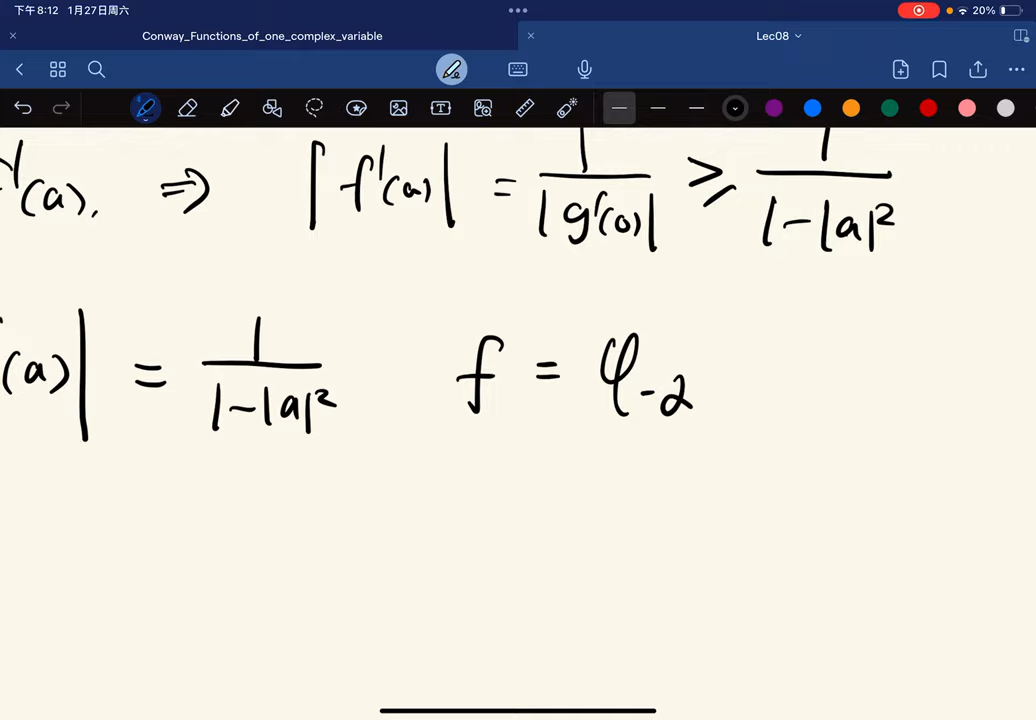 下午8:12 1月27日周六 20%
Conway_Functions_of_one_complex_variable Lec08
'(a). ⇒ |f'(a)| = 1/|g'(0)| ≥ 1/(1-|a|²)
(a)| = 1/(1-|a|²) f = φ_{-a}